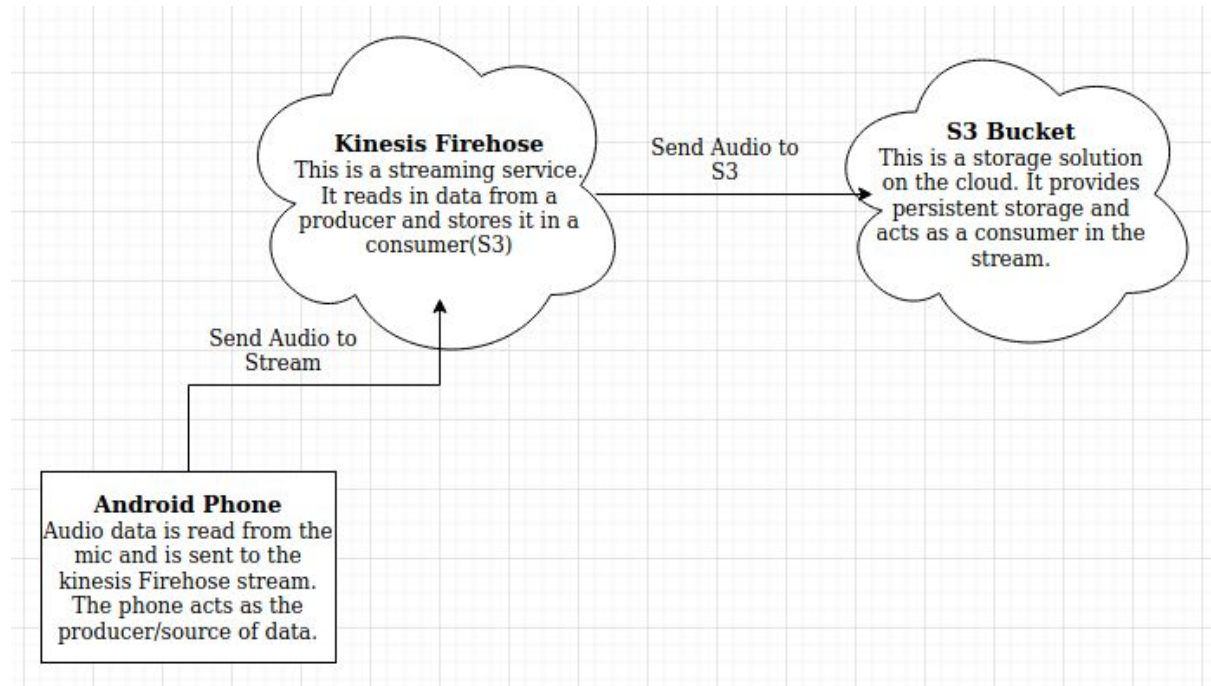 Kinesis Firehose
This is a streaming service.
It reads in data from a
producer and stores it in a
consumer(S3)
Send Audio to
S3
S3 Bucket
This is a storage solution
on the cloud. It provides
persistent storage and
acts as a consumer in the
stream.
Send Audio to
Stream
Android Phone
Audio data is read from the
mic and is sent to the
kinesis Firehose stream.
The phone acts as the
producer/source of data.